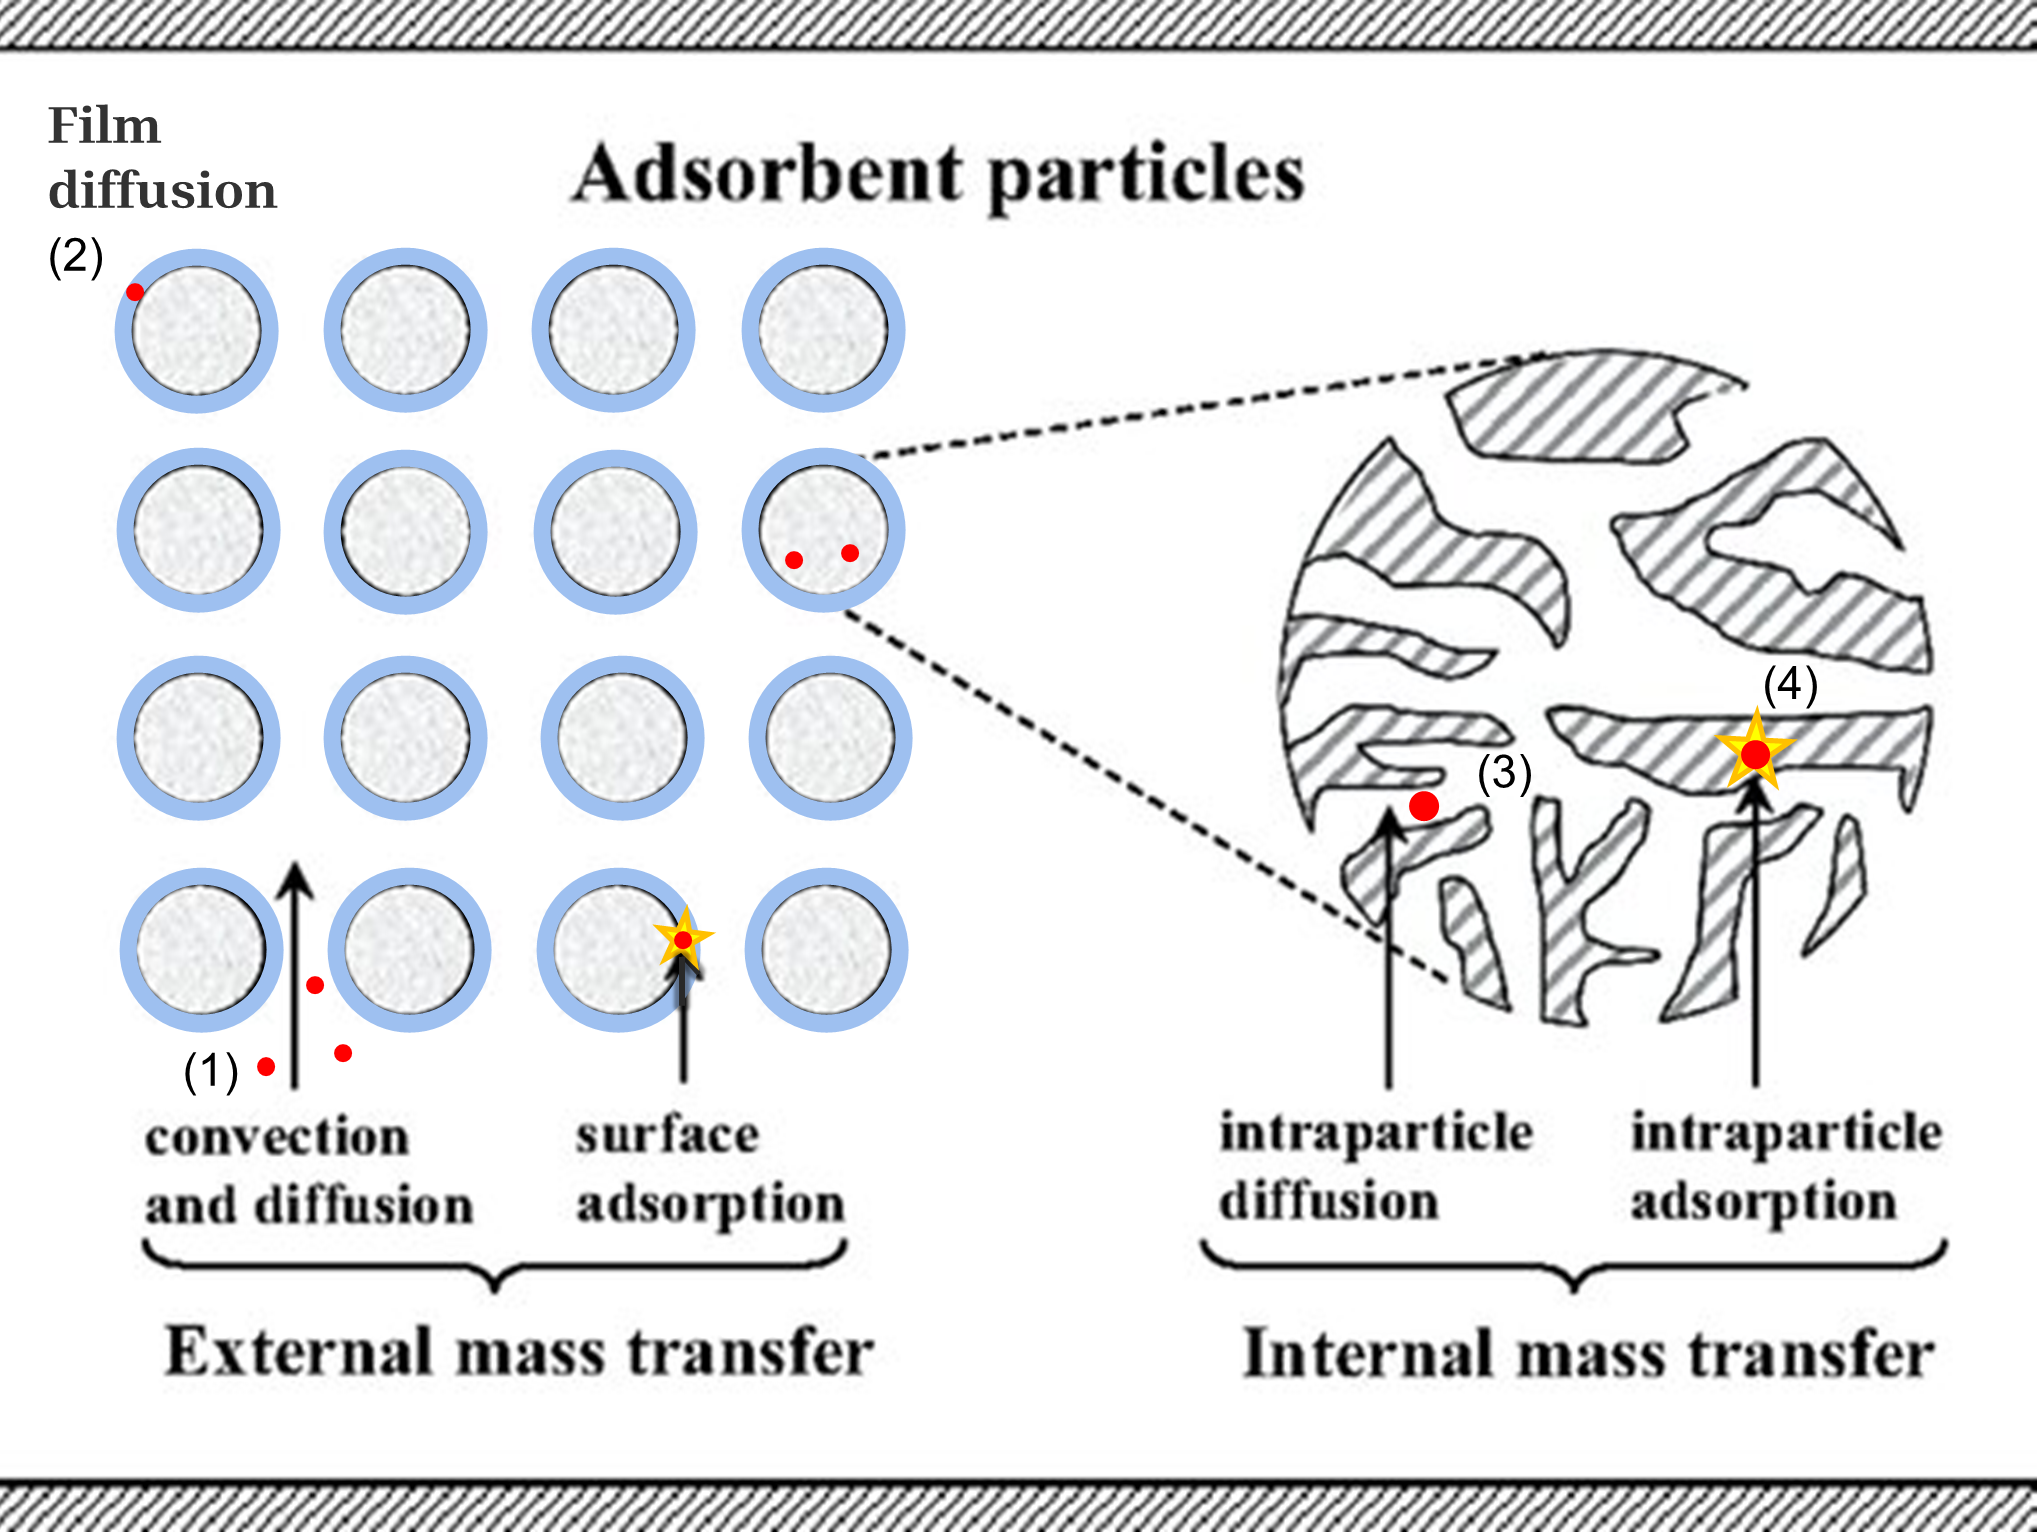 Film
diffusion
(2)
Adsorbent particles
(4)
(3)
(1)
convection
and diffusion
surface
adsorption
intraparticle
diffusion
intraparticle
adsorption
External mass transfer
Internal mass transfer